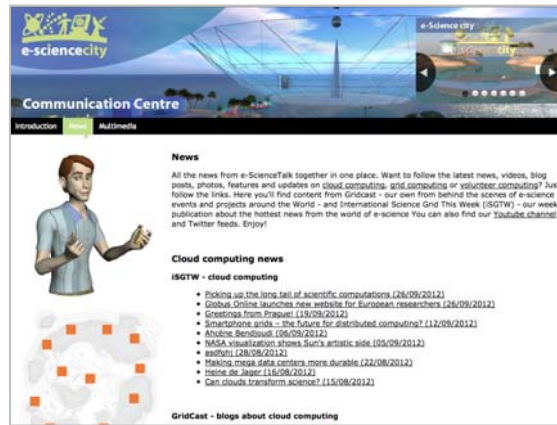 e-sciencecity
e-Science city
e-sciencecity
Communication Centre
Introduction News Multimedia
News
All the news from e-ScienceTalk together in one place. Want to follow the latest news, videos, blog
posts, photos, features and updates on cloud computing, grid computing or volunteer computing? Jus
follow the links. Here you'll find content from Gridcast - our own from behind the scenes of e-science
events and projects around the World - and International Science Grid This Week (iSGTW) - our week
publication about the hottest news from the world of e-science You can also find our Youtube channel
and Twitter feeds. Enjoy!
Cloud computing news
iSGTW - cloud computing
• Picking up the long tail of scientific computations (26/09/2012)
• Globus Online launches new website for European researchers (26/09/2012)
• Greetings from Prague! (19/09/2012)
• Smartphone grids – the future for distributed computing? (12/09/2012)
• Ahcène Bendjoudi (06/09/2012)
• NASA visualization shows Sun's artistic side (05/09/2012)
• asdfghj (28/08/2012)
• Making mega data centers more durable (22/08/2012)
• Heine de Jager (16/08/2012)
• Can clouds transform science? (15/08/2012)
GridCast - blogs about cloud computing